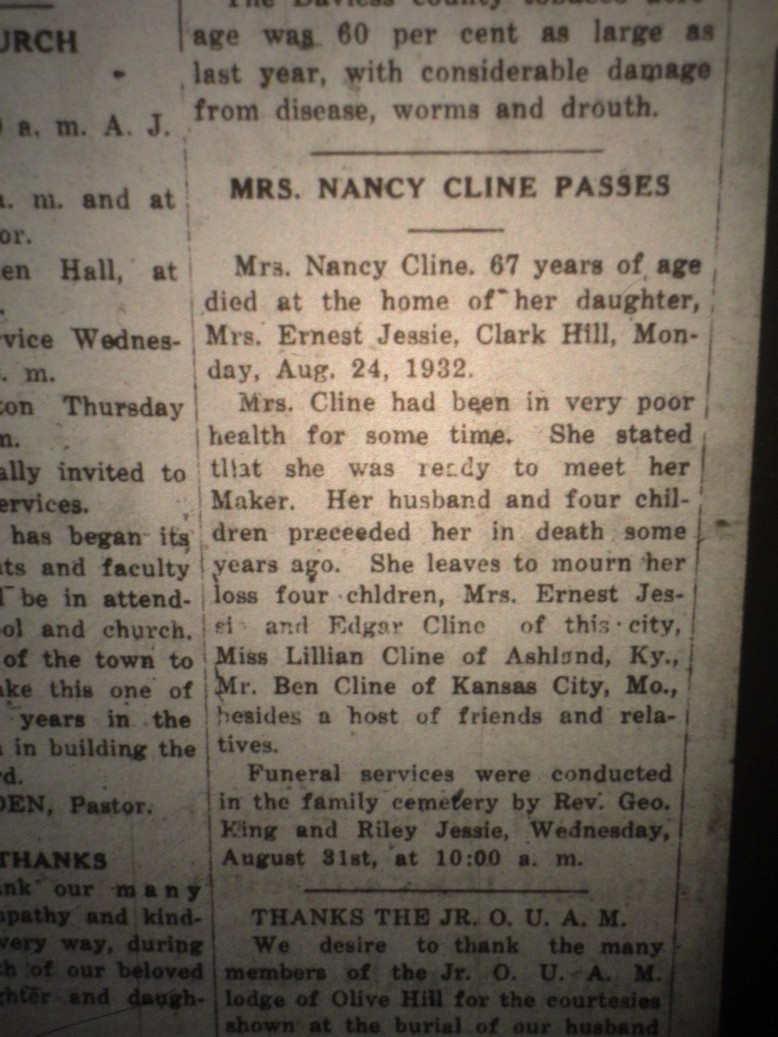 URCH
a. m. A. J.
. m. and at
or.
en Hall, at
vice Wednes-
. m.
on Thursday
m.
ally invited to
ervices.
has began its
ts and faculty
be in attend-
ol and church.
of the town to
ke this one of
years in the
in building the
d.
DEN, Pastor.
THANKS
nk our many
mpathy and kind-
very way, during
h of our beloved
ghter and daugh-
The Daviess county tobacco acre-
age was 60 per cent as large as
last year, with considerable damage
from disease, worms and drouth.
MRS. NANCY CLINE PASSES
Mrs. Nancy Cline. 67 years of age
died at the home of her daughter,
Mrs. Ernest Jessie, Clark Hill, Mon-
day, Aug. 24, 1932.
Mrs. Cline had been in very poor
health for some time. She stated
that she was ready to meet her
Maker. Her husband and four chil-
dren preceeded her in death some
years ago. She leaves to mourn her
loss four chldren, Mrs. Ernest Jes-
si and Edgar Cline of this city,
Miss Lillian Cline of Ashland, Ky.,
Mr. Ben Cline of Kansas City, Mo.,
besides a host of friends and rela-
tives.
Funeral services were conducted
in the family cemetery by Rev. Geo.
King and Riley Jessie, Wednesday,
August 31st, at 10:00 a. m.
THANKS THE JR. O. U. A. M.
We desire to thank the many
members of the Jr. O. U. A. M.
lodge of Olive Hill for the courtesies
shown at the burial of our husband